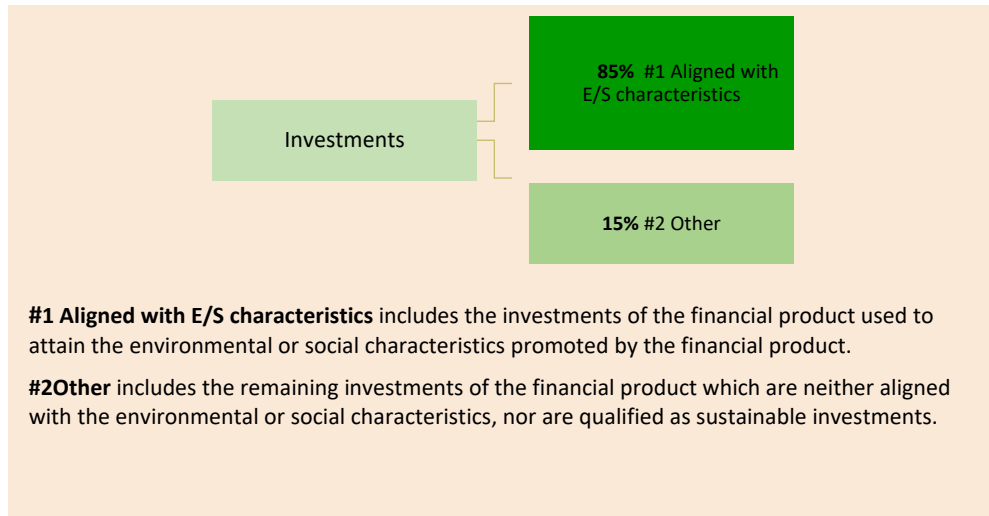 85% #1 Aligned with
E/S characteristics
Investments
15% #2 Other
#1 Aligned with E/S characteristics includes the investments of the financial product used to
attain the environmental or social characteristics promoted by the financial product.
#2Other includes the remaining investments of the financial product which are neither aligned
with the environmental or social characteristics, nor are qualified as sustainable investments.